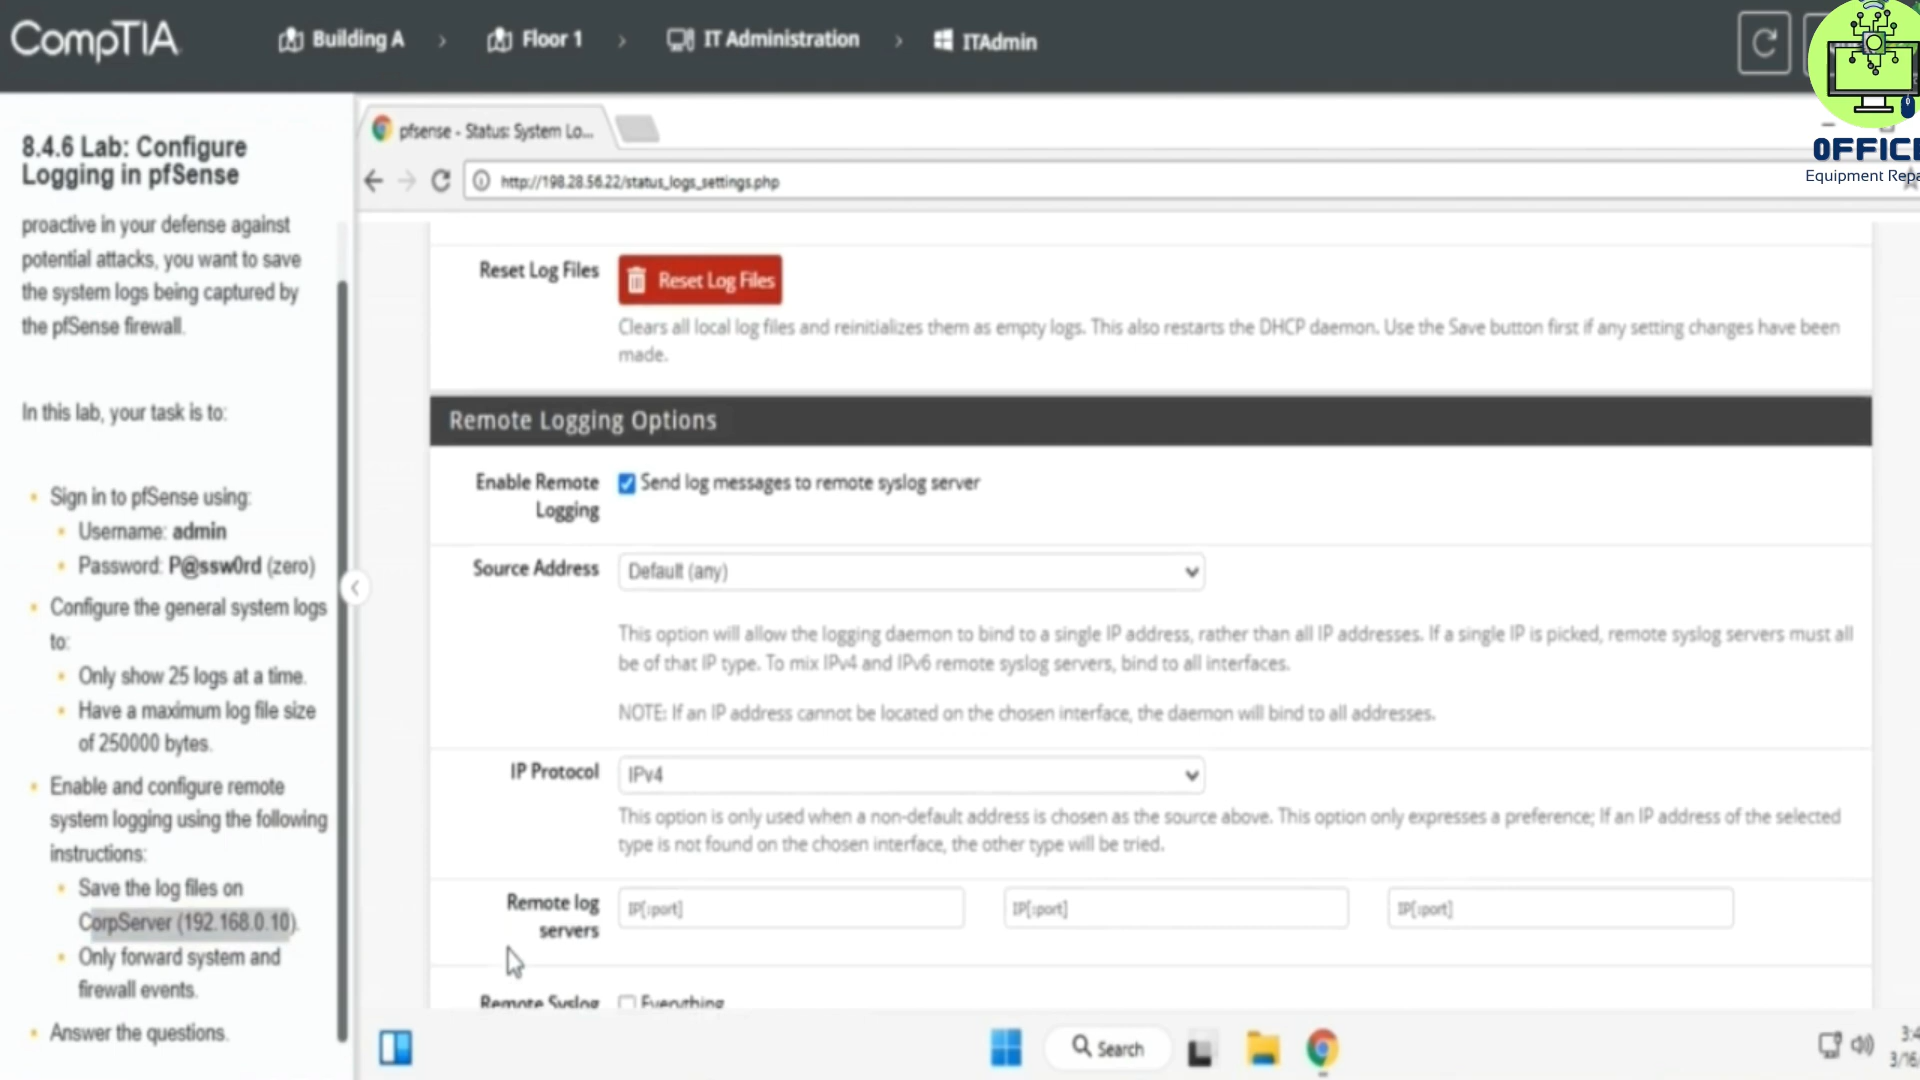 CompTIA
Building A > Floor 1 > IT Administration > ITAdmin
OFFICE
Equipment Repa
8.4.6 Lab: Configure
Logging in pfSense
proactive in your defense against
potential attacks, you want to save
the system logs being captured by
the pfSense firewall.
In this lab, your task is to:
Sign in to pfSense using:
Username: admin
Password: P@ssw0rd (zero)
Configure the general system logs
to:
Only show 25 logs at a time.
Have a maximum log file size
of 250000 bytes.
Enable and configure remote
system logging using the following
instructions:
Save the log files on
CorpServer (192.168.0.10).
Only forward system and
firewall events.
Answer the questions.
pfsense - Status: System Lo...
http://198.28.56.22/status_logs_settings.php
Reset Log Files Reset Log Files
Clears all local log files and reinitializes them as empty logs. This also restarts the DHCP daemon. Use the Save button first if any setting changes have been
made.
Remote Logging Options
Enable Remote Send log messages to remote syslog server
Logging
Source Address Default (any)
This option will allow the logging daemon to bind to a single IP address, rather than all IP addresses. If a single IP is picked, remote syslog servers must all
be of that IP type. To mix IPv4 and IPv6 remote syslog servers, bind to all interfaces.
NOTE: If an IP address cannot be located on the chosen interface, the daemon will bind to all addresses.
IP Protocol IPv4
This option is only used when a non-default address is chosen as the source above. This option only expresses a preference; If an IP address of the selected
type is not found on the chosen interface, the other type will be tried.
Remote log IP[:port] IP[:port] IP[:port]
servers
Remote Syslog Everything
Search
3:4
3/16/